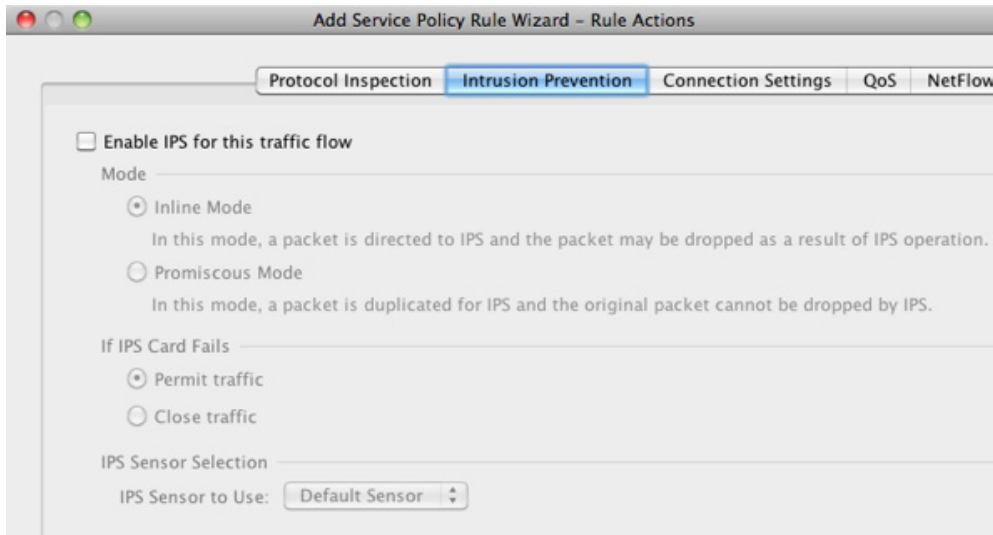 Add Service Policy Rule Wizard – Rule Actions
Protocol Inspection Intrusion Prevention Connection Settings QoS NetFlow
Enable IPS for this traffic flow
Mode
Inline Mode
In this mode, a packet is directed to IPS and the packet may be dropped as a result of IPS operation.
Promiscous Mode
In this mode, a packet is duplicated for IPS and the original packet cannot be dropped by IPS.
If IPS Card Fails
Permit traffic
Close traffic
IPS Sensor Selection
IPS Sensor to Use: Default Sensor